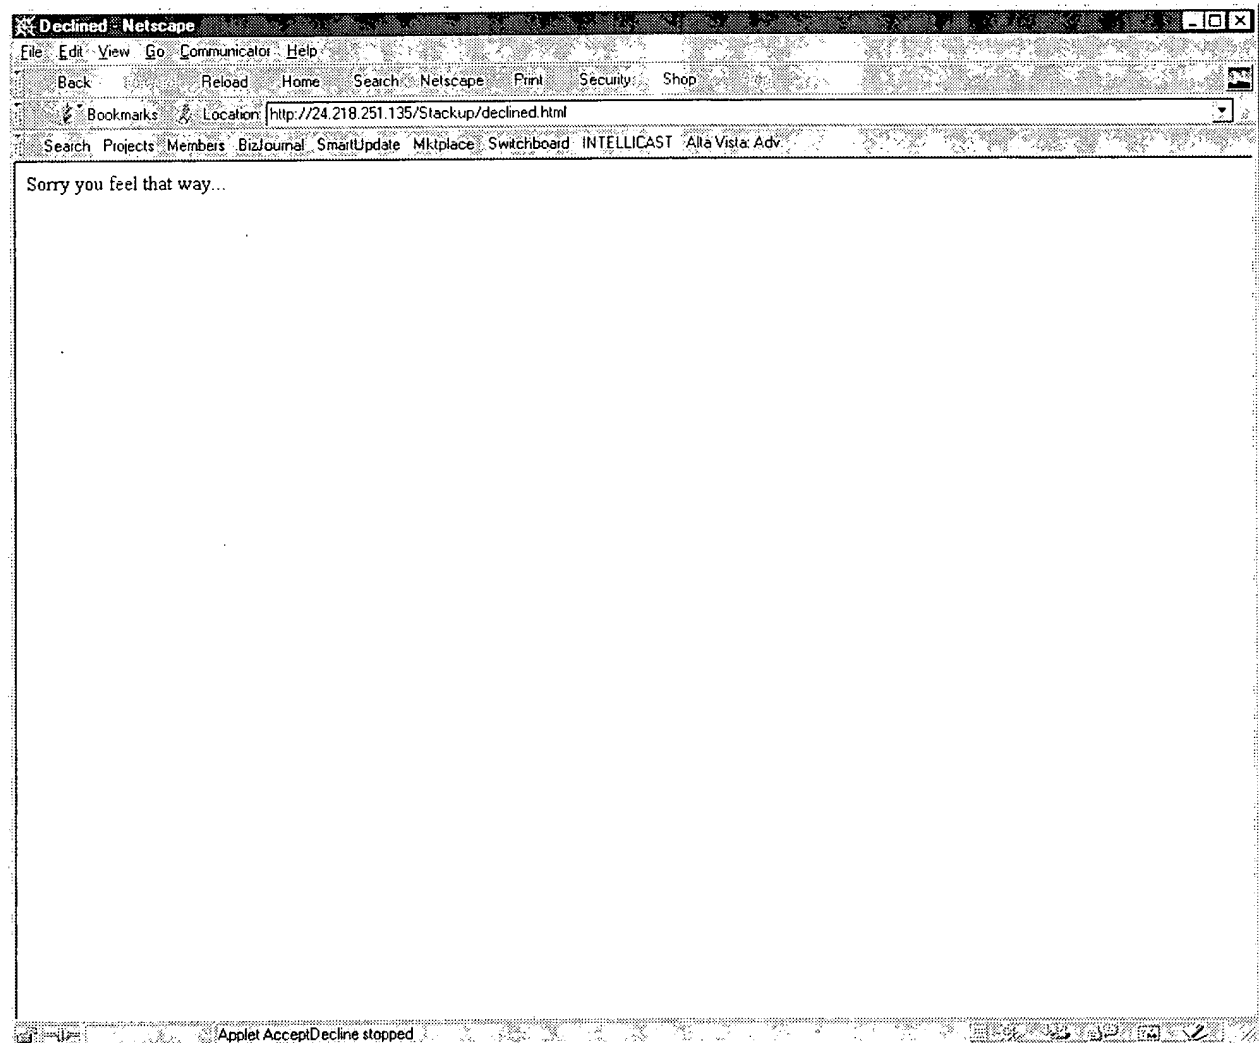 Declined - Netscape
File Edit View Go Communicator Help
Back Reload Home Search Netscape Print Security Shop
Bookmarks Location: http://24.218.251.135/Stackup/declined.html
Search Projects Members BizJournal SmartUpdate Mktplace Switchboard INTELLICAST Alta Vista: Adv.
Sorry you feel that way...
Applet AcceptDecline stopped